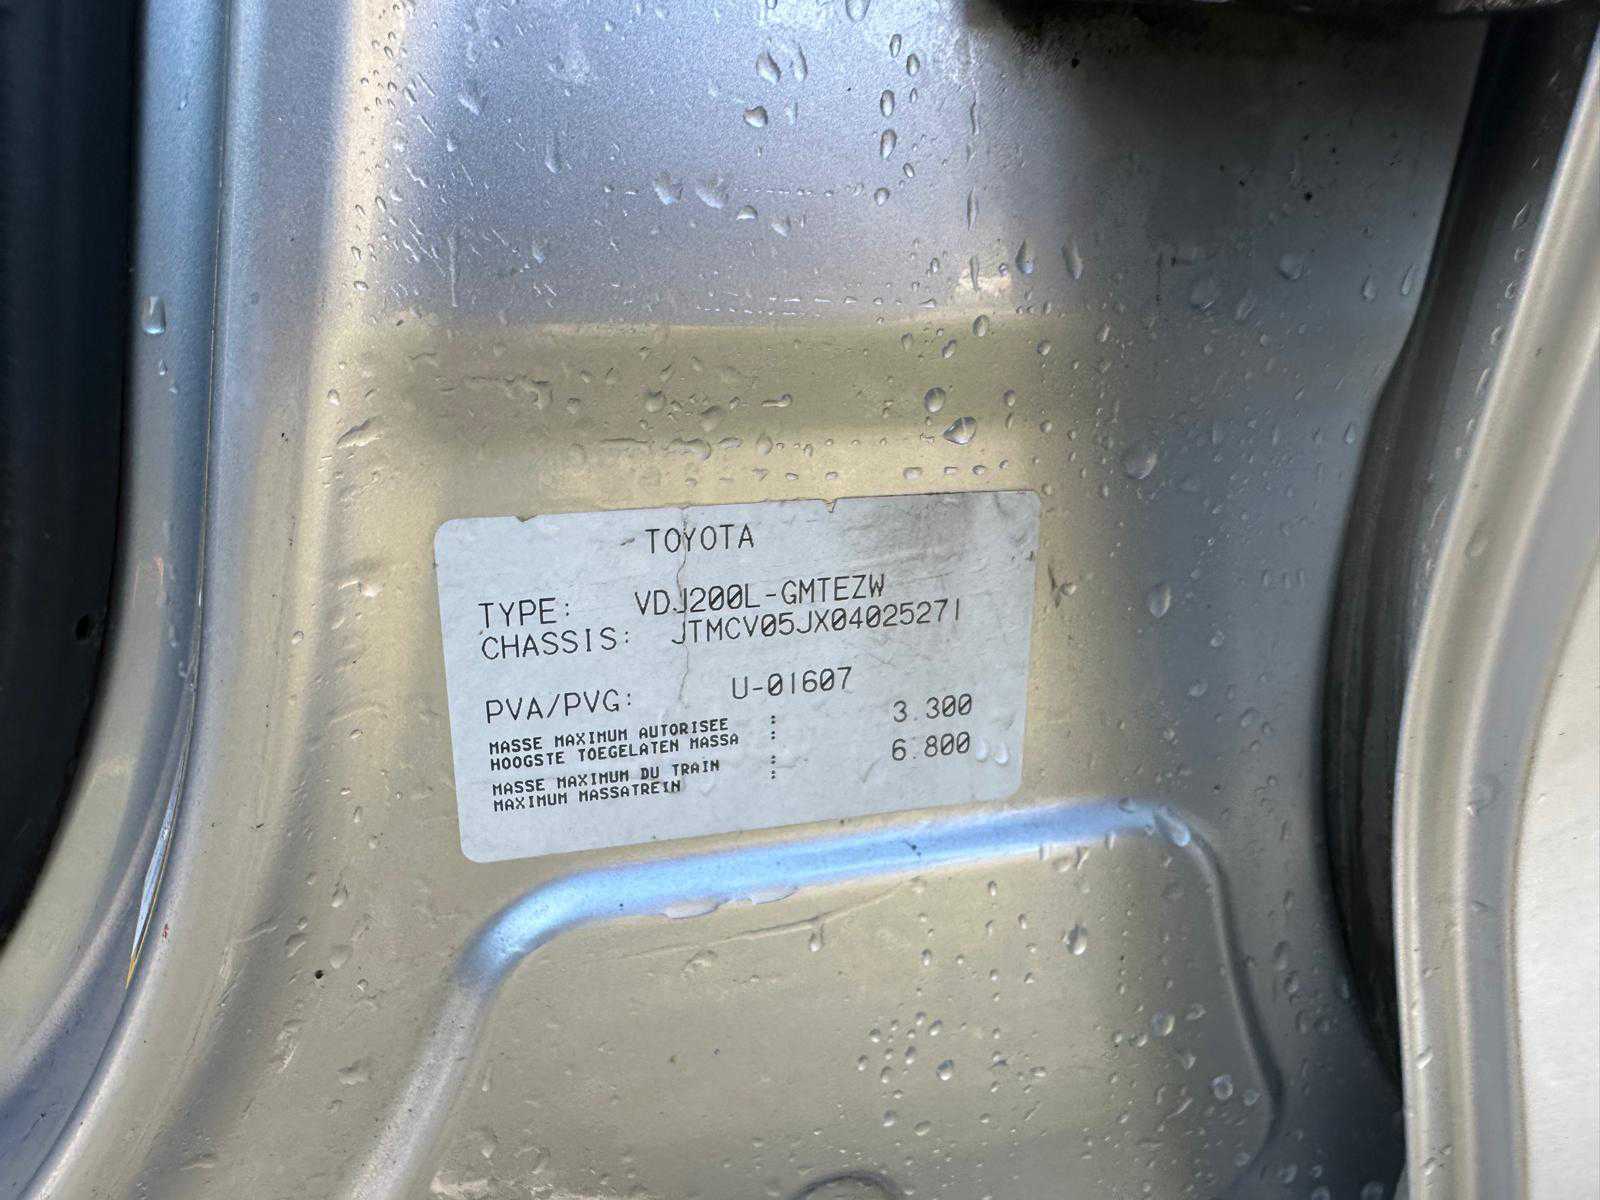 TOYOTA
TYPE: VDJ200L-GMTEZW
CHASSIS: JTMCV05JX04025271
PVA/PVG: U-01607
MASSE MAXIMUM AUTORISEE : 3.300
HOOGSTE TOEGELATEN MASSA :
MASSE MAXIMUM DU TRAIN : 6.800
MAXIMUM MASSATREIN :